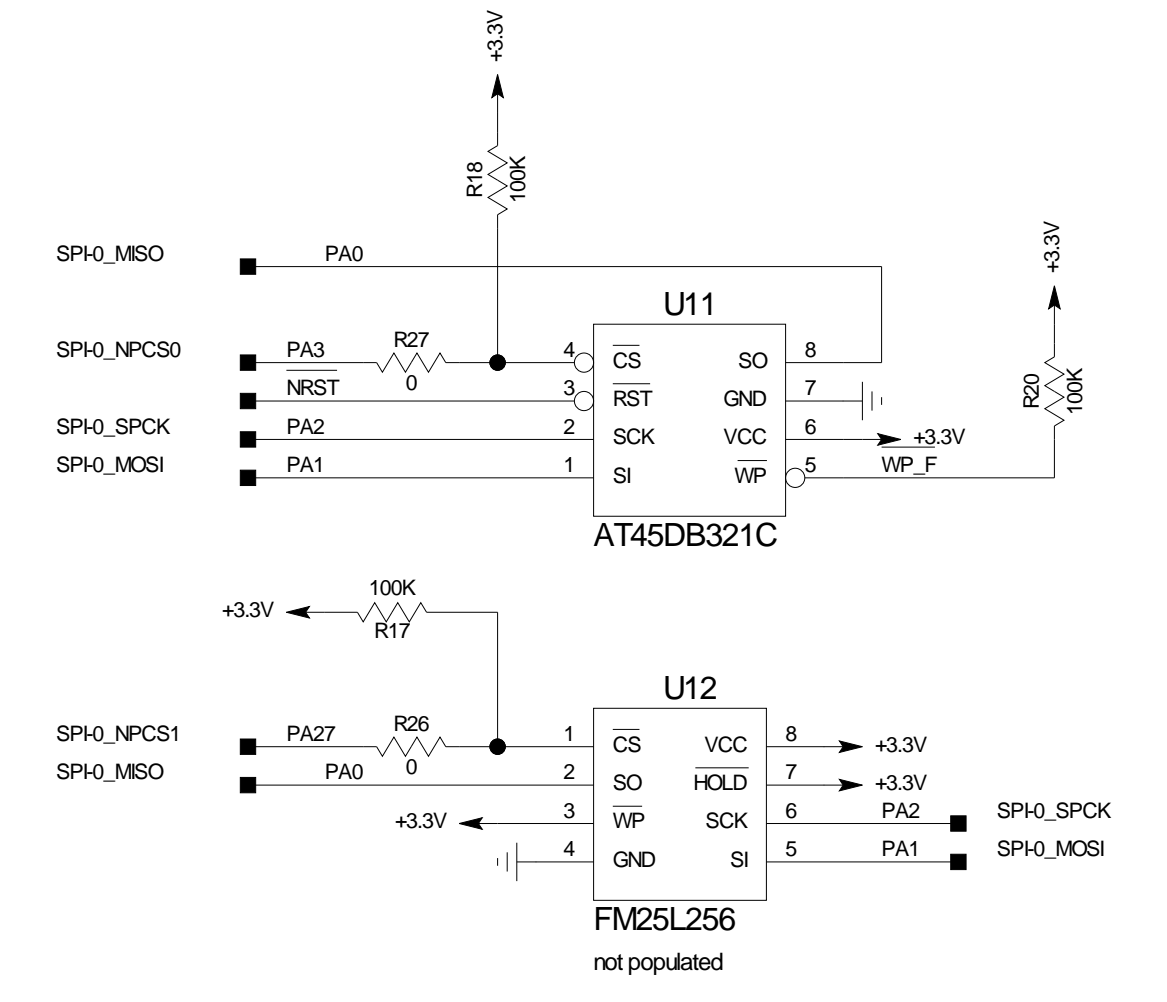 +3.3V
R18
100K
SPI-0_MISO PA0
+3.3V
U11
SPI-0_NPCS0 PA3 R27 4 CS SO 8
0
R20
100K
NRST 3 RST GND 7
SPI-0_SPCK PA2 2 SCK VCC 6 +3.3V
SPI-0_MOSI PA1 1 SI WP 5 WP_F
AT45DB321C
100K
+3.3V
R17
U12
SPI-0_NPCS1 PA27 R26 1 CS VCC 8 +3.3V
0
SPI-0_MISO PA0 2 SO HOLD 7 +3.3V
+3.3V 3 WP SCK 6 PA2 SPI-0_SPCK
4 GND SI 5 PA1 SPI-0_MOSI
FM25L256
not populated